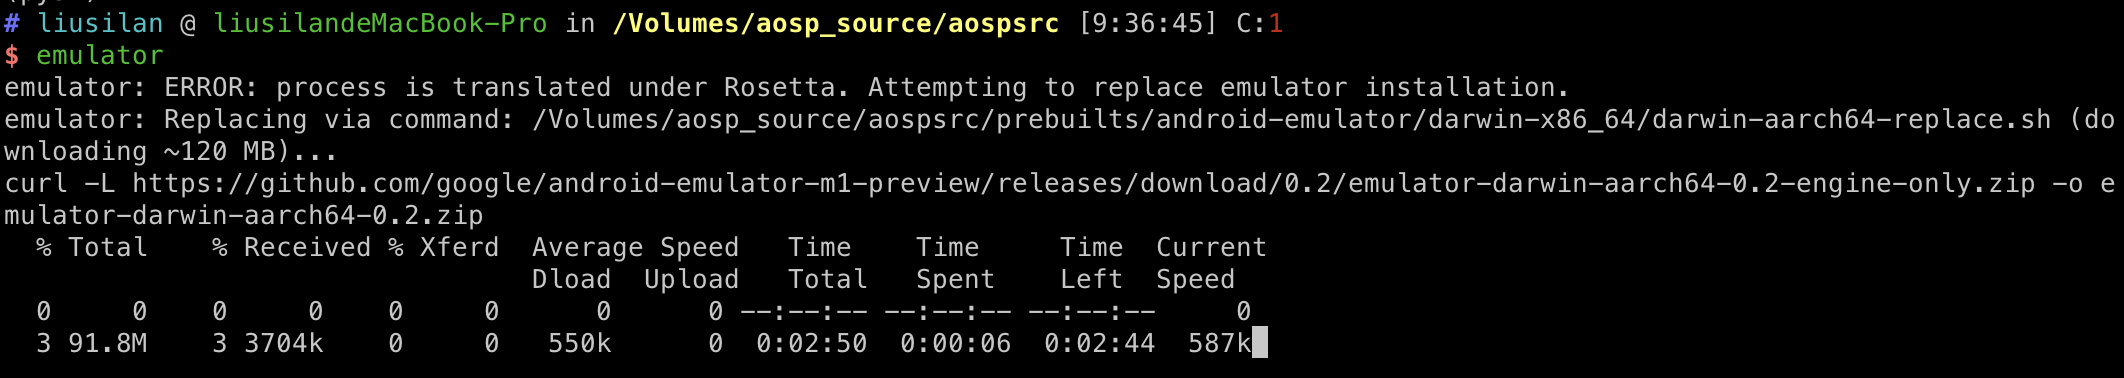 # liusilan @ liusilandeMacBook-Pro in /Volumes/aosp_source/aospsrc [9:36:45] C:1
$ emulator
emulator: ERROR: process is translated under Rosetta. Attempting to replace emulator installation.
emulator: Replacing via command: /Volumes/aosp_source/aospsrc/prebuilts/android-emulator/darwin-x86_64/darwin-aarch64-replace.sh (do
wnloading ~120 MB)...
curl -L https://github.com/google/android-emulator-m1-preview/releases/download/0.2/emulator-darwin-aarch64-0.2-engine-only.zip -o e
mulator-darwin-aarch64-0.2.zip
  % Total    % Received % Xferd  Average Speed   Time    Time     Time  Current
                                 Dload  Upload   Total   Spent    Left  Speed
  0     0    0     0    0     0      0      0 --:--:-- --:--:-- --:--:--     0
  3 91.8M    3 3704k    0     0   550k      0  0:02:50  0:00:06  0:02:44  587k